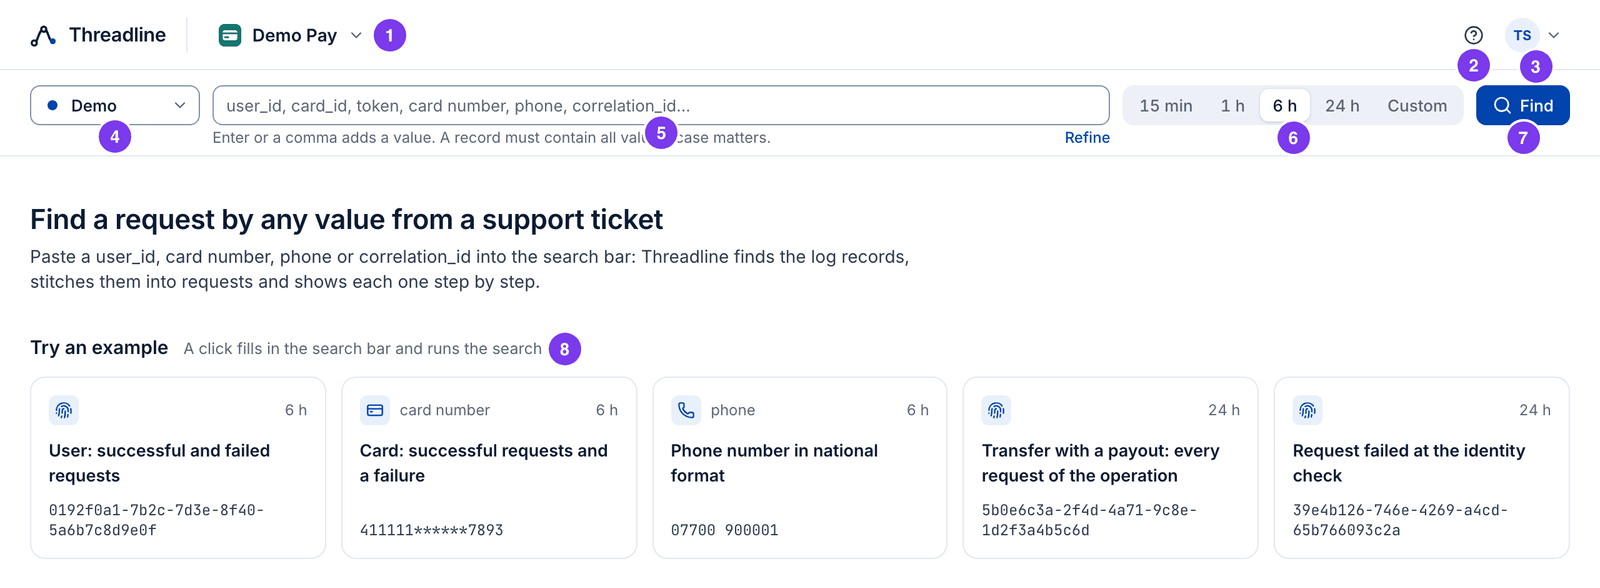 Threadline
Demo Pay
1
TS
2
3
Demo
user_id, card_id, token, card number, phone, correlation_id...
15 min
1 h
6 h
24 h
Custom
Find
4
Enter or a comma adds a value. A record must contain all
5
case matters.
Refine
6
7
Find a request by any value from a support ticket
Paste a user_id, card number, phone or correlation_id into the search bar: Threadline finds the log records,
stitches them into requests and shows each one step by step.
Try an example
A click fills in the search bar and runs the search
8
6 h
User: successful and failed
requests
0192f0a1-7b2c-7d3e-8f40-
5a6b7c8d9e0f
card number
6 h
Card: successful requests and
a failure
411111******7893
phone
6 h
Phone number in national
format
07700 900001
24 h
Transfer with a payout: every
request of the operation
5b0e6c3a-2f4d-4a71-9c8e-
1d2f3a4b5c6d
24 h
Request failed at the identity
check
39e4b126-746e-4269-a4cd-
65b766093c2a